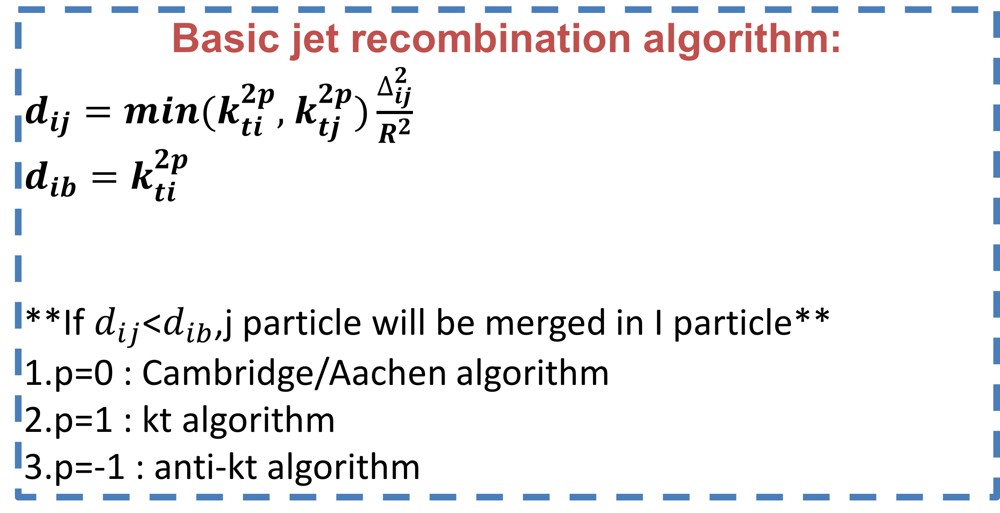 Basic jet recombination algorithm:
$d_{ij} = min(k_{ti}^{2p}, k_{tj}^{2p}) \frac{\Delta_{ij}^{2}}{R^{2}}$
$d_{ib} = k_{ti}^{2p}$
**If $d_{ij}$<$d_{ib}$,j particle will be merged in I particle**
1.p=0 : Cambridge/Aachen algorithm
2.p=1 : kt algorithm
3.p=-1 : anti-kt algorithm